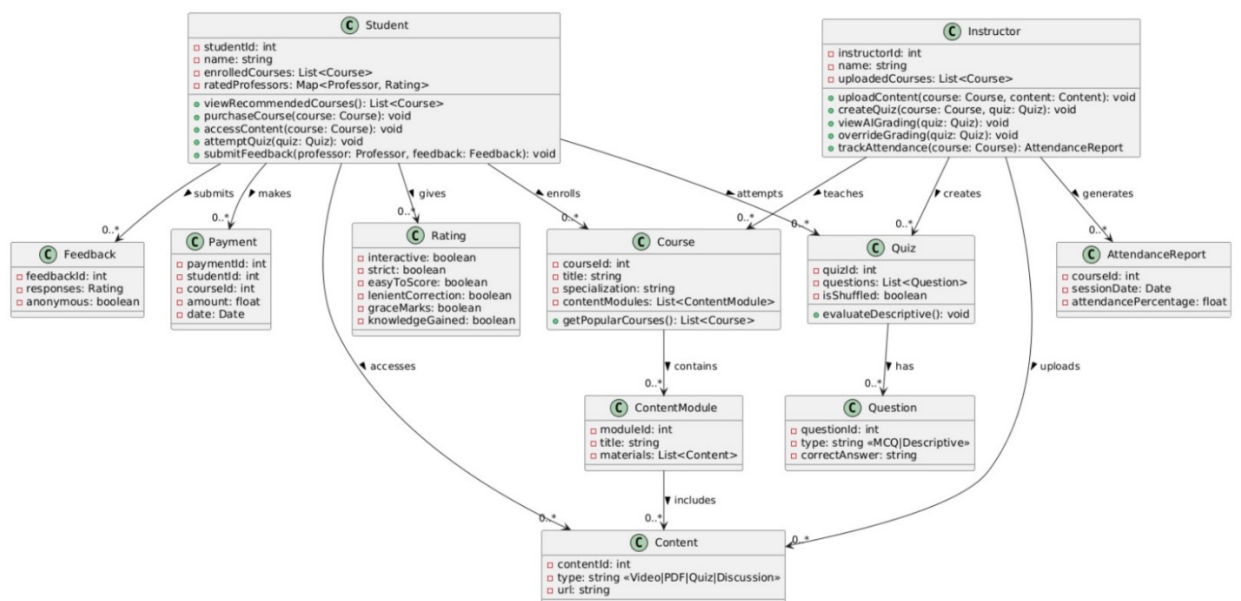 C Student
studentId: int
name: string
enrolledCourses: List<Course>
ratedProfessors: Map<Professor, Rating>
viewRecommendedCourses(): List<Course>
purchaseCourse(course: Course): void
accessContent(course: Course): void
attemptQuiz(quiz: Quiz): void
submitFeedback(professor: Professor, feedback: Feedback): void
C Instructor
instructorId: int
name: string
uploadedCourses: List<Course>
uploadContent(course: Course, content: Content): void
createQuiz(course: Course, quiz: Quiz): void
viewAIGrading(quiz: Quiz): void
overrideGrading(quiz: Quiz): void
trackAttendance(course: Course): AttendanceReport
submits
makes
gives
enrolls
attempts
teaches
creates
generates
0..*
0..*
0..*
0..*
0..*
0..*
0..*
0..*
C Feedback
feedbackId: int
responses: Rating
anonymous: boolean
C Payment
paymentId: int
studentId: int
courseId: int
amount: float
date: Date
C Rating
interactive: boolean
strict: boolean
easyToScore: boolean
lenientCorrection: boolean
graceMarks: boolean
knowledgeGained: boolean
C Course
courseId: int
title: string
specialization: string
contentModules: List<ContentModule>
getPopularCourses(): List<Course>
C Quiz
quizId: int
questions: List<Question>
isShuffled: boolean
evaluateDescriptive(): void
C AttendanceReport
courseId: int
sessionDate: Date
attendancePercentage: float
accesses
contains
has
uploads
0..*
0..*
C ContentModule
moduleId: int
title: string
materials: List<Content>
C Question
questionId: int
type: string «MCQ|Descriptive»
correctAnswer: string
includes
0..*
0..*
0..*
C Content
contentId: int
type: string «Video|PDF|Quiz|Discussion»
url: string